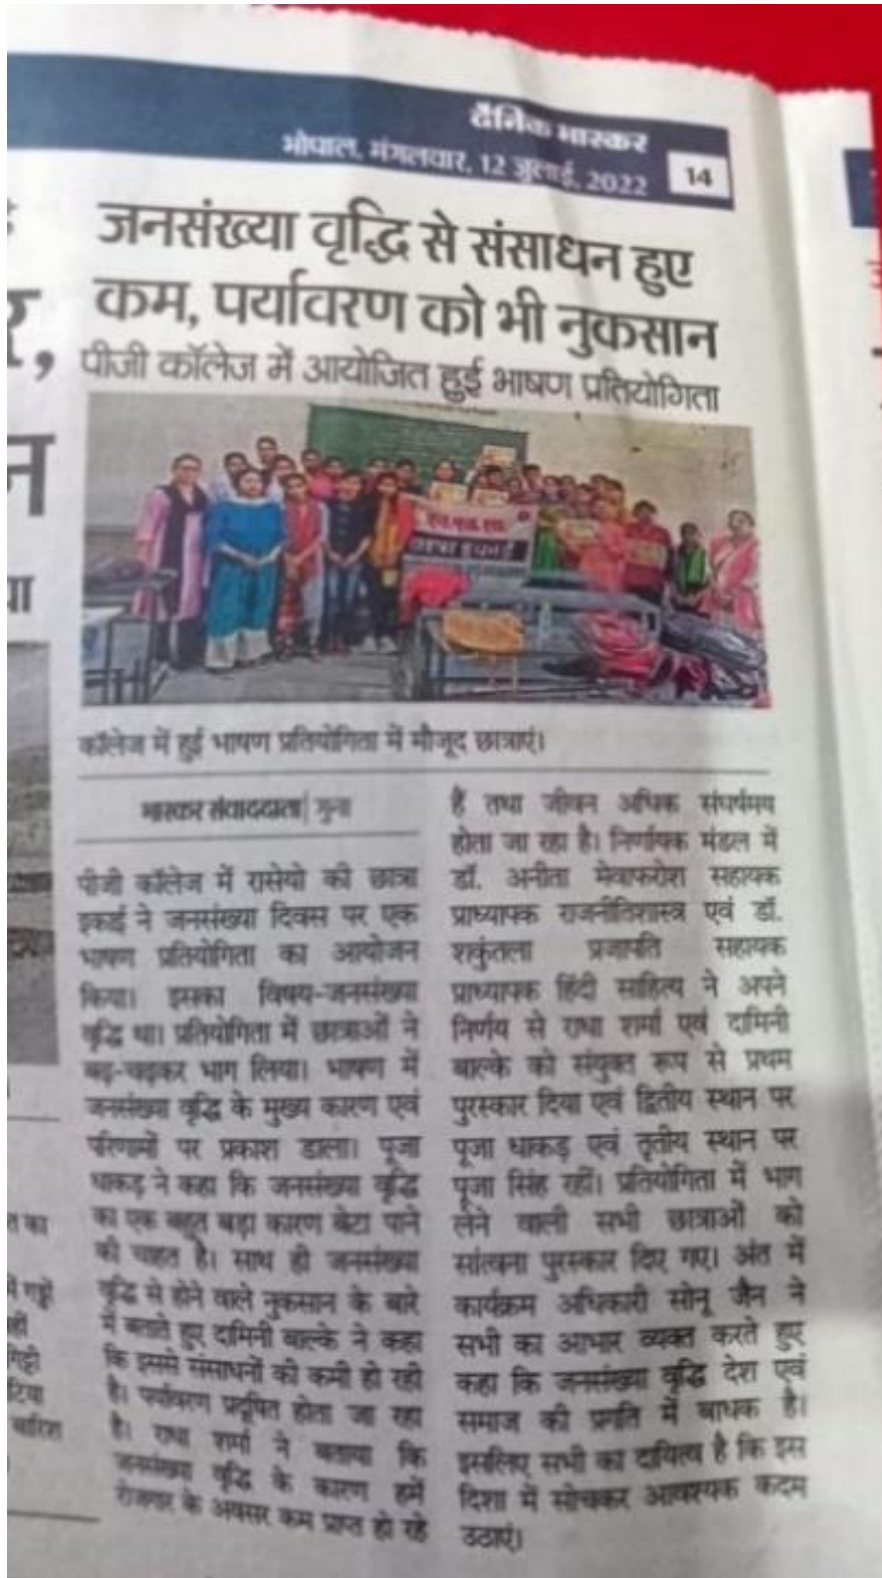 दैनिक भास्कर
भोपाल, मंगलवार, 12 जुलाई, 2022
14
जनसंख्या वृद्धि से संसाधन हुए
कम, पर्यावरण को भी नुकसान
पीजी कॉलेज में आयोजित हुई भाषण प्रतियोगिता
एन.एस.एस.
छात्रा इकाई
कॉलेज में हुई भाषण प्रतियोगिता में मौजूद छात्राएं।
भास्कर संवाददाता | गुना
पीजी कॉलेज में रासेयो की छात्रा
इकाई ने जनसंख्या दिवस पर एक
भाषण प्रतियोगिता का आयोजन
किया। इसका विषय-जनसंख्या
वृद्धि था। प्रतियोगिता में छात्राओं ने
बढ़-चढ़कर भाग लिया। भाषण में
जनसंख्या वृद्धि के मुख्य कारण एवं
परिणामों पर प्रकाश डाला। पूजा
धाकड़ ने कहा कि जनसंख्या वृद्धि
का एक बहुत बड़ा कारण बेटा पाने
की चाहत है। साथ ही जनसंख्या
वृद्धि से होने वाले नुकसान के बारे
में बताते हुए दामिनी बाल्के ने कहा
कि इससे संसाधनों की कमी हो रही
है। पर्यावरण प्रदूषित होता जा रहा
है। राधा शर्मा ने बताया कि
जनसंख्या वृद्धि के कारण हमें
रोजगार के अवसर कम प्राप्त हो रहे
हैं तथा जीवन अधिक संघर्षमय
होता जा रहा है। निर्णायक मंडल में
डॉ. अनीता मेवाफरोश सहायक
प्राध्यापक राजनीतिशास्त्र एवं डॉ.
शकुंतला प्रजापति सहायक
प्राध्यापक हिंदी साहित्य ने अपने
निर्णय से राधा शर्मा एवं दामिनी
बाल्के को संयुक्त रूप से प्रथम
पुरस्कार दिया एवं द्वितीय स्थान पर
पूजा धाकड़ एवं तृतीय स्थान पर
पूजा सिंह रहीं। प्रतियोगिता में भाग
लेने वाली सभी छात्राओं को
सांत्वना पुरस्कार दिए गए। अंत में
कार्यक्रम अधिकारी सोनू जैन ने
सभी का आभार व्यक्त करते हुए
कहा कि जनसंख्या वृद्धि देश एवं
समाज की प्रगति में बाधक है।
इसलिए सभी का दायित्व है कि इस
दिशा में सोचकर आवश्यक कदम
उठाएं।